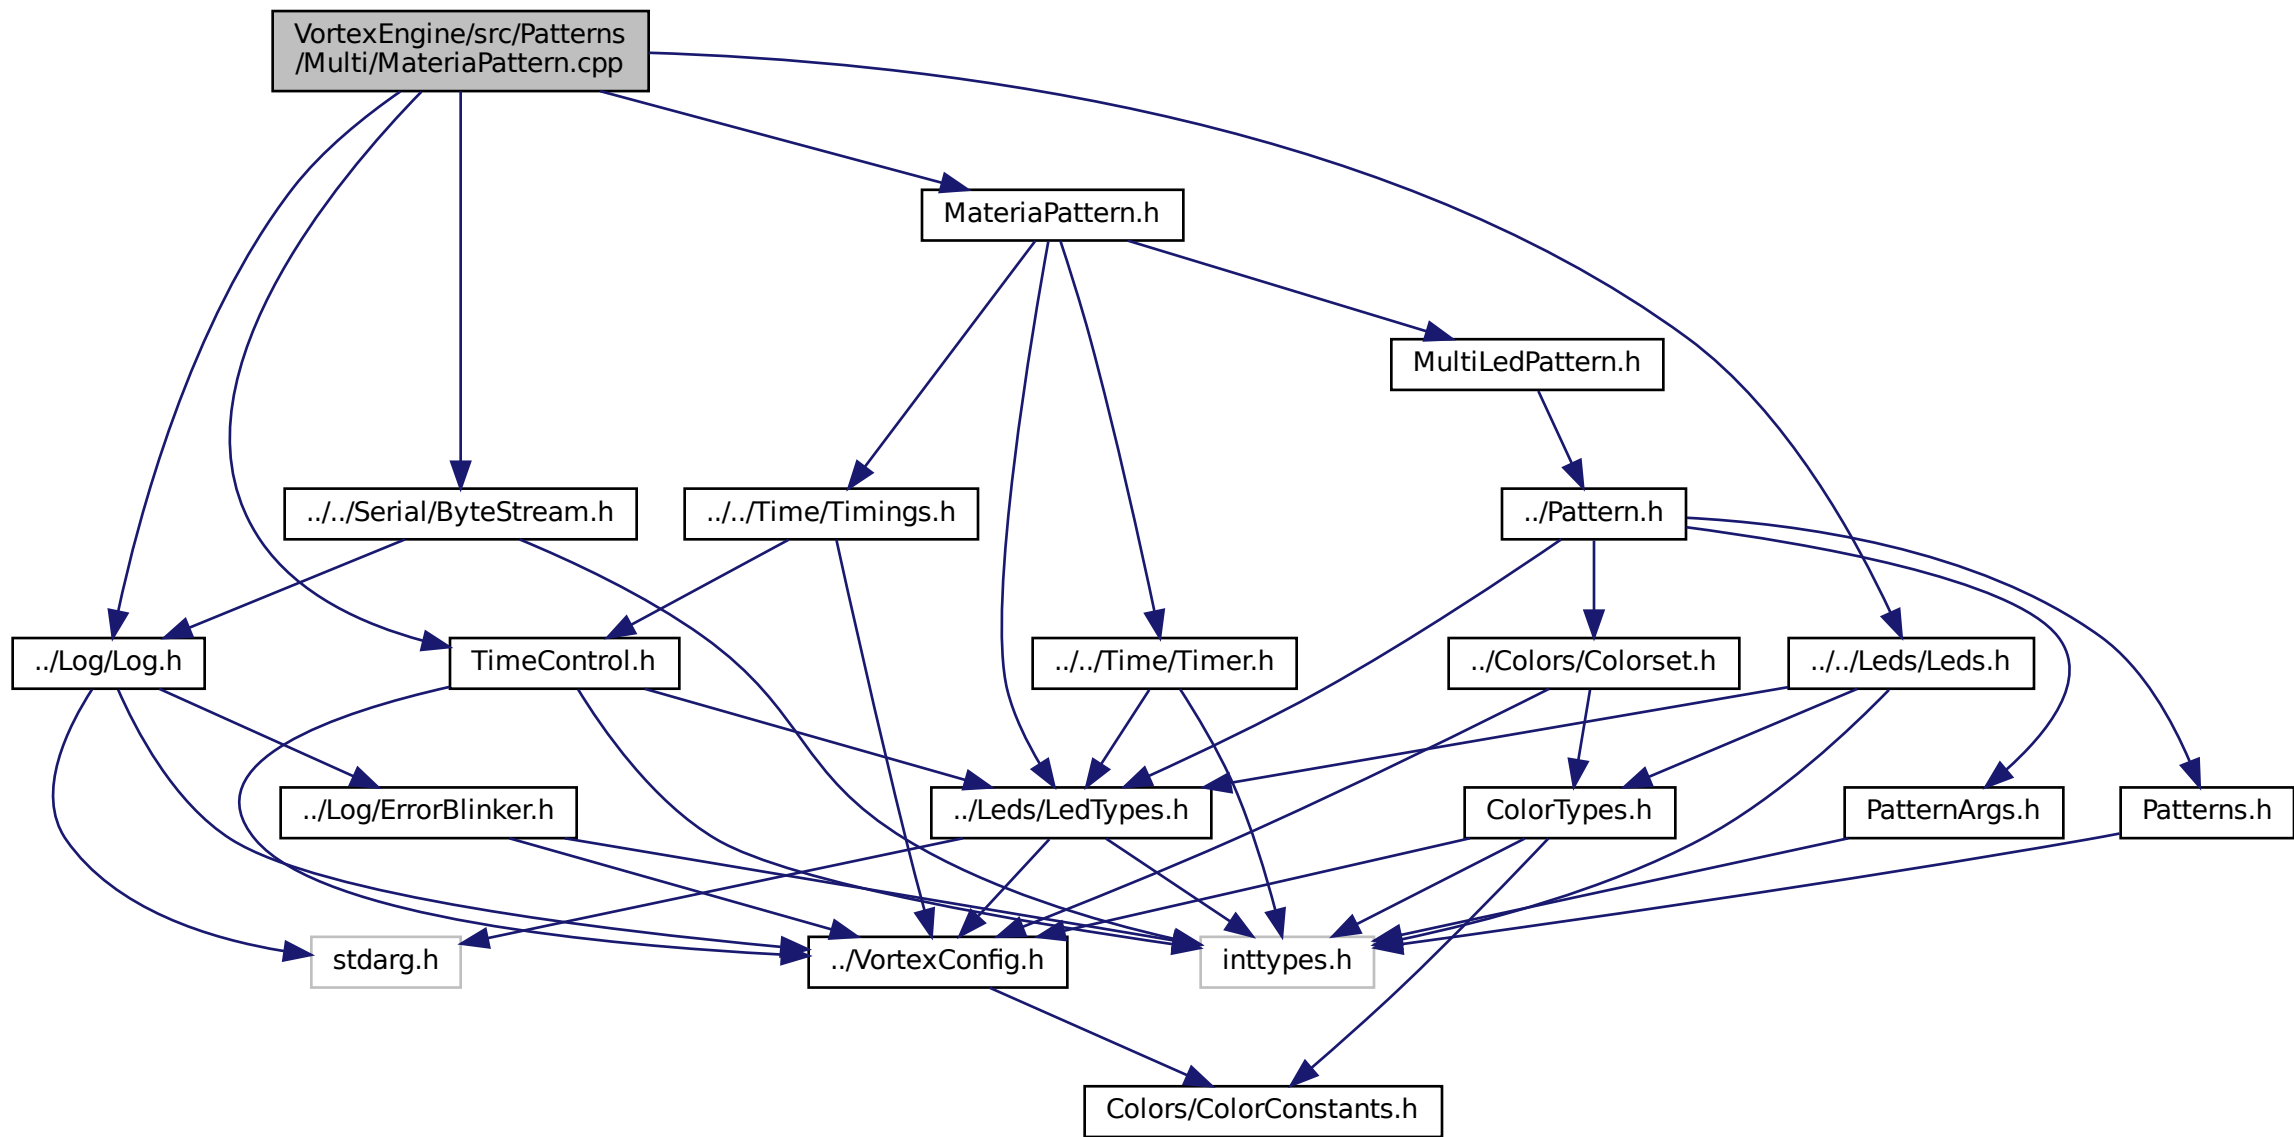 VortexEngine/src/Patterns
/Multi/MateriaPattern.cpp
MateriaPattern.h
MultiLedPattern.h
../../Serial/ByteStream.h
../../Time/Timings.h
../Pattern.h
../Log/Log.h
TimeControl.h
../../Time/Timer.h
../Colors/Colorset.h
../../Leds/Leds.h
../Log/ErrorBlinker.h
../Leds/LedTypes.h
ColorTypes.h
PatternArgs.h
Patterns.h
stdarg.h
../VortexConfig.h
inttypes.h
Colors/ColorConstants.h